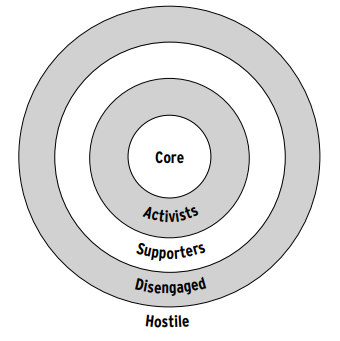 Core
Activists
Supporters
Disengaged
Hostile